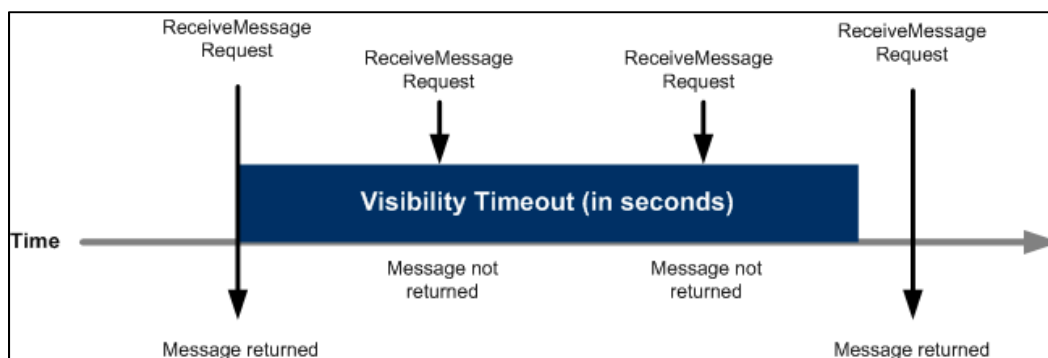 ReceiveMessage
Request
ReceiveMessage
Request
ReceiveMessage
Request
ReceiveMessage
Request
Visibility Timeout (in seconds)
Time
Message not
returned
Message not
returned
Message returned
Message returned